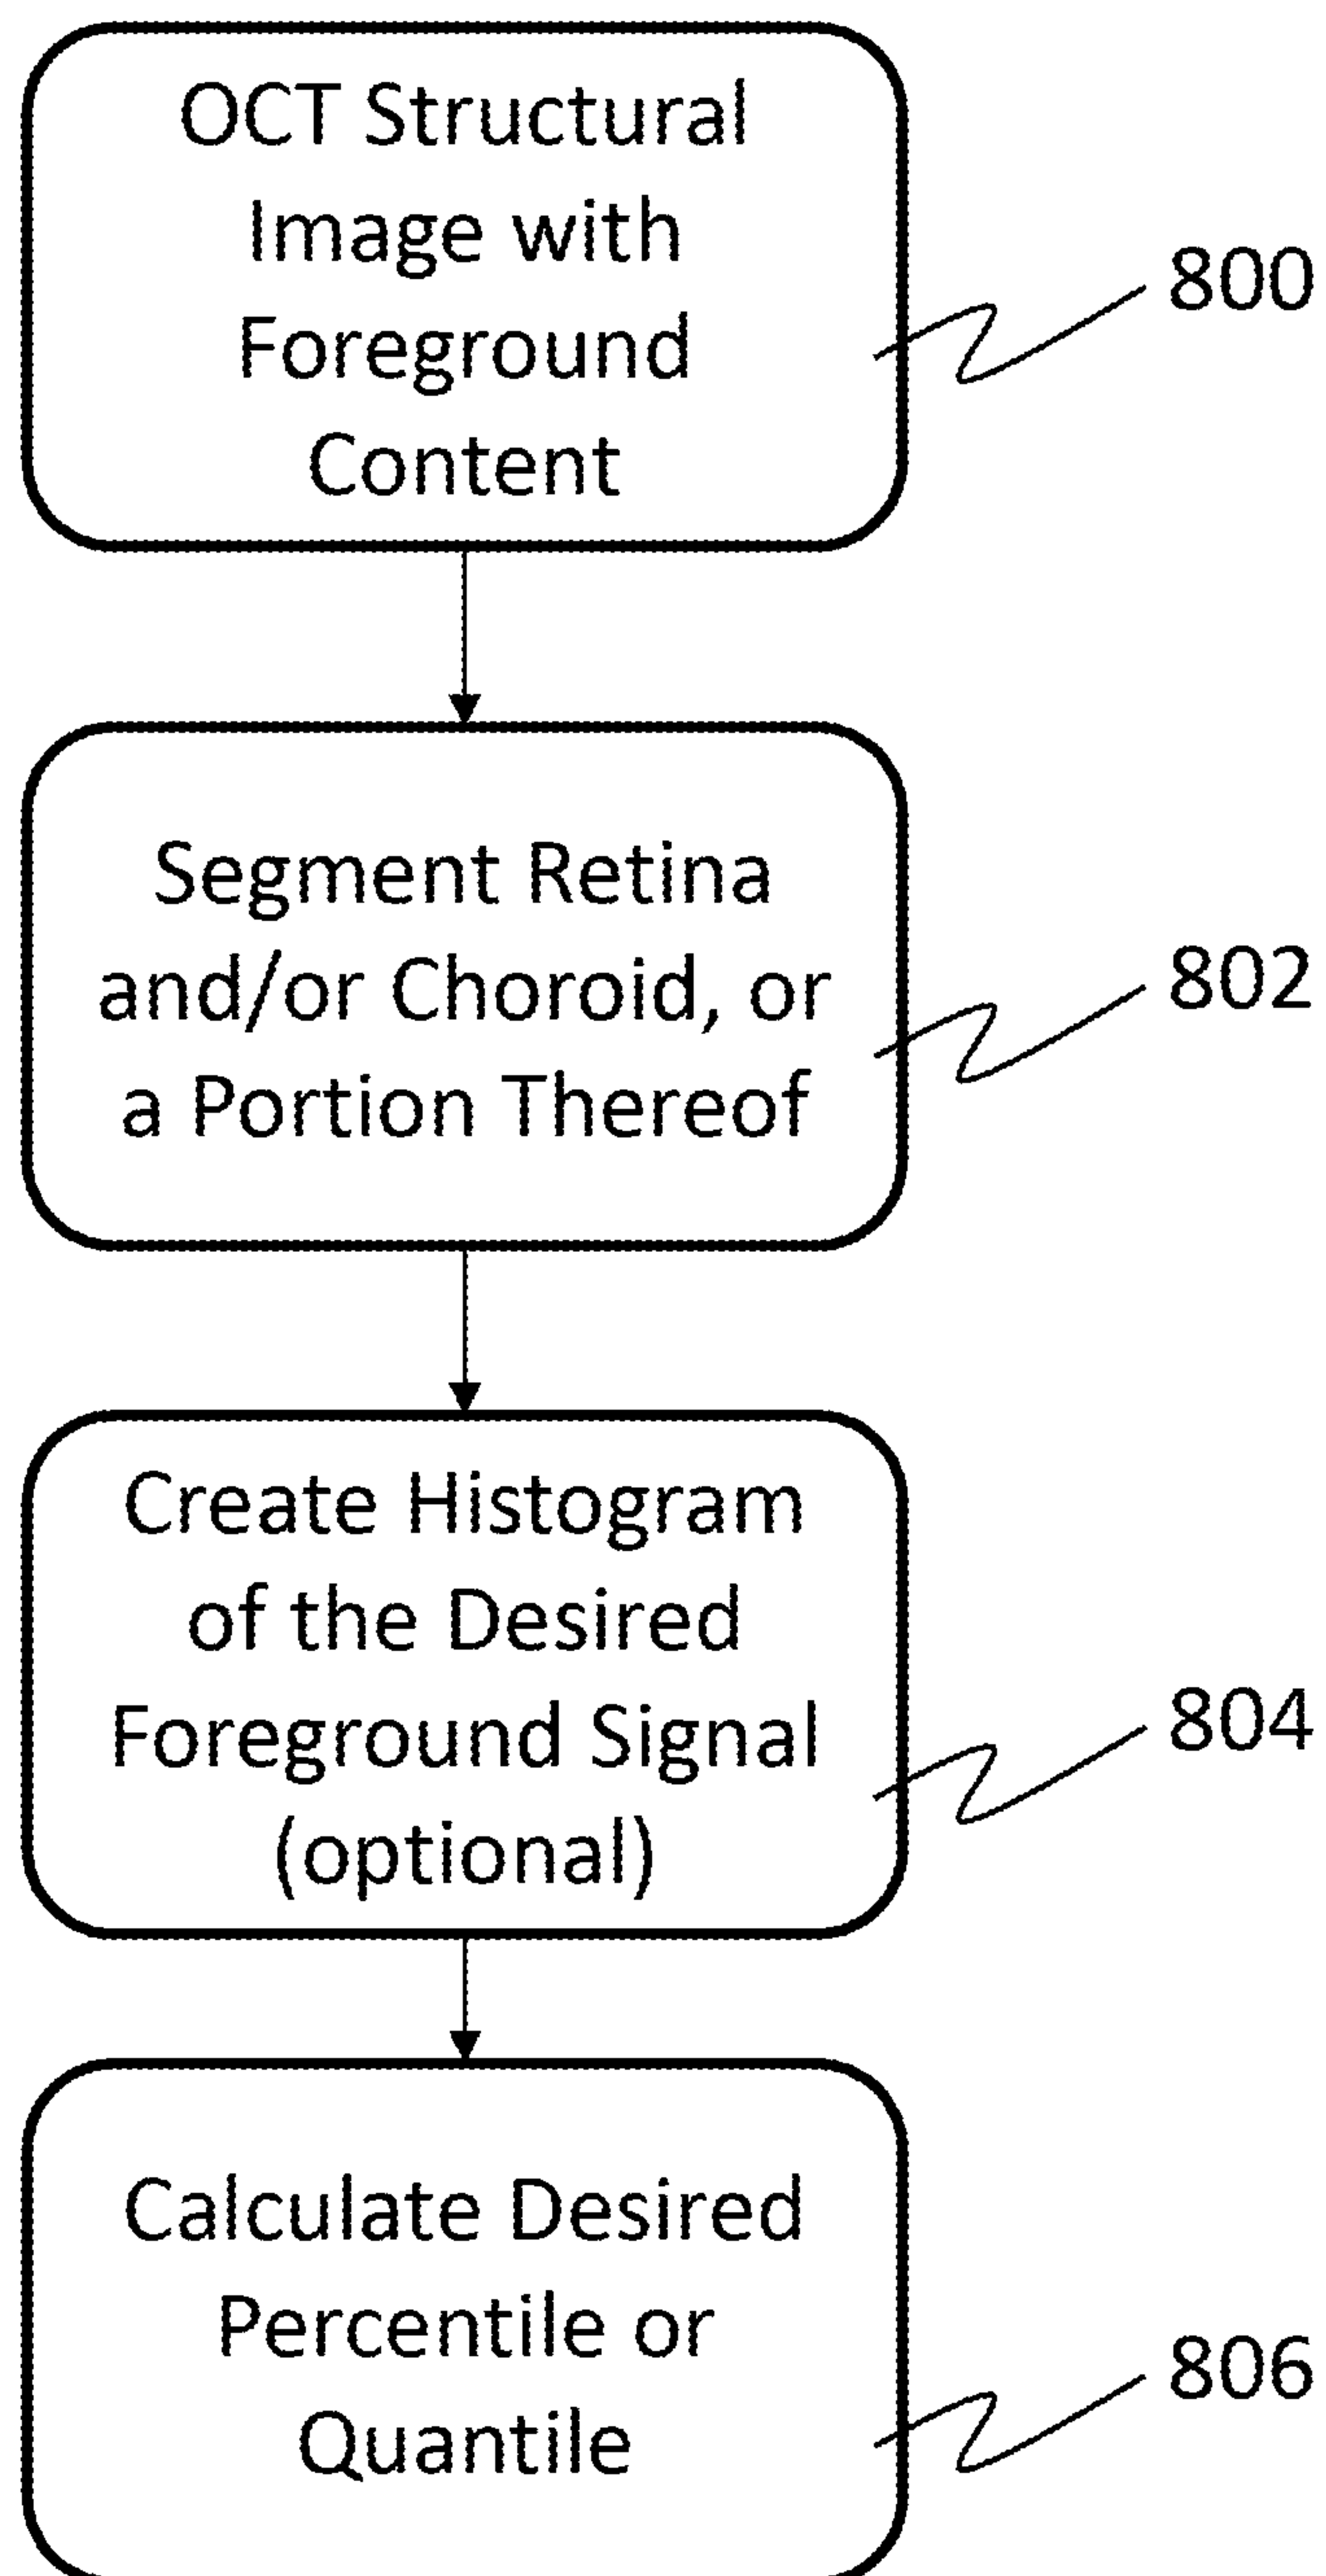 OCT Structural
Image with
Foreground
Content
800
Segment Retina
and/or Choroid, or
a Portion Thereof
802
Create Histogram
of the Desired
Foreground Signal
(optional)
804
Calculate Desired
Percentile or
Quantile
806